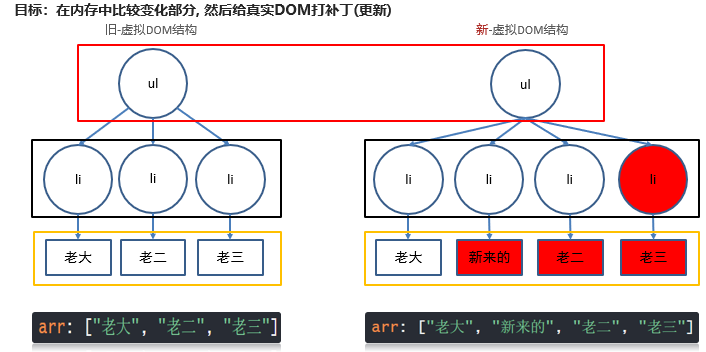 目标：在内存中比较变化部分, 然后给真实DOM打补丁(更新)
旧-虚拟DOM结构
新-虚拟DOM结构
ul
ul
li li li
li li li li
老大 老二 老三
老大 新来的 老二 老三
arr: ["老大", "老二", "老三"]
arr: ["老大", "新来的", "老二", "老三"]